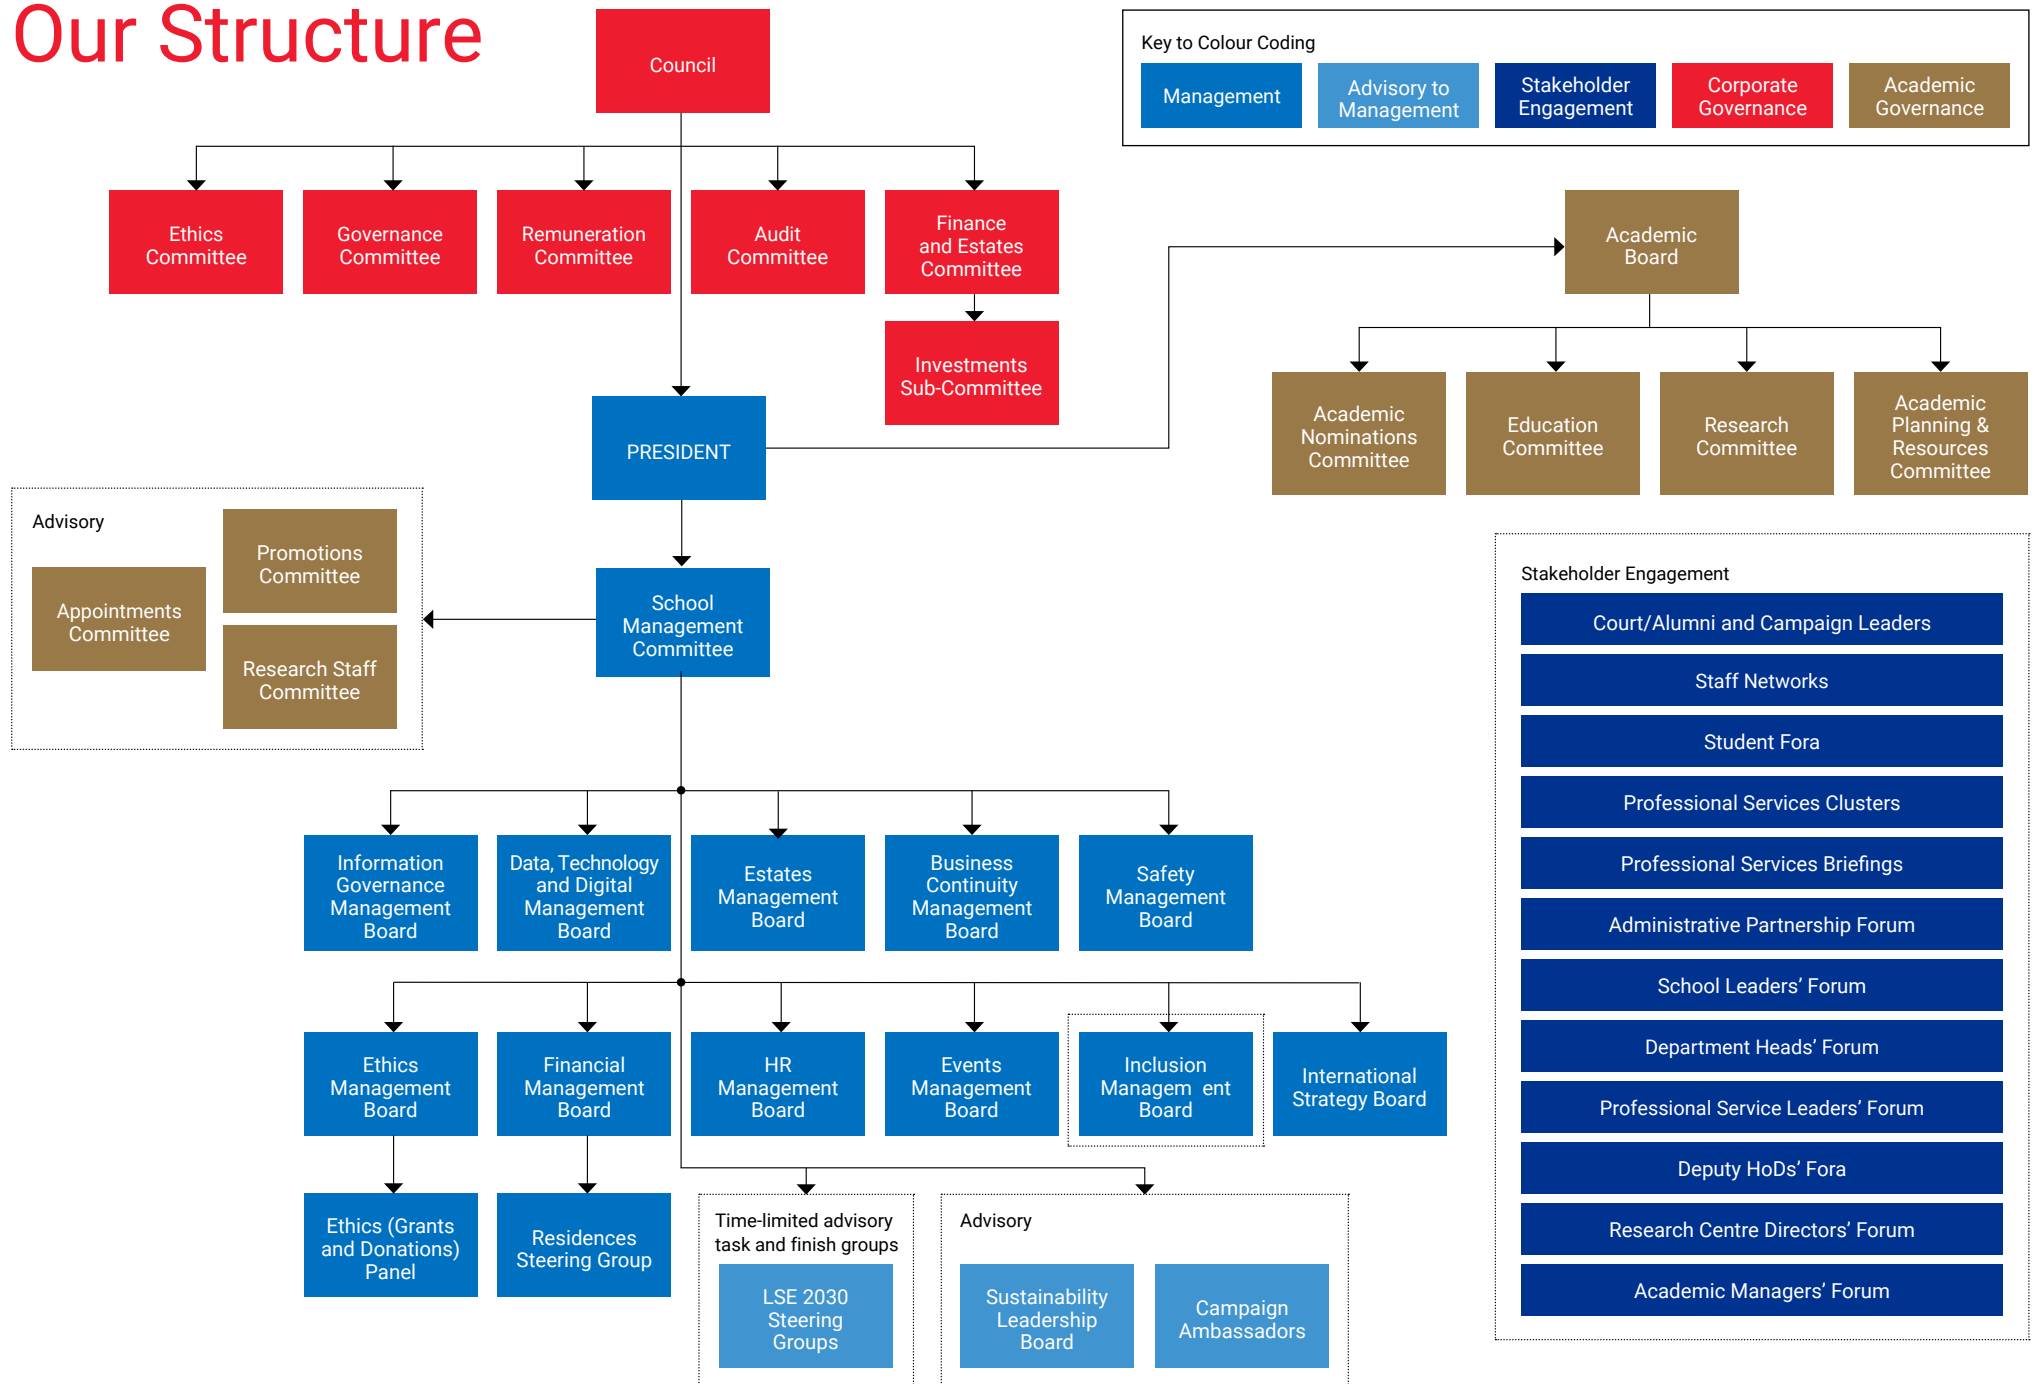 Our Structure
Council
Key to Colour Coding
Management
Advisory to
Management
Stakeholder
Engagement
Corporate
Governance
Academic
Governance
Ethics
Committee
Governance
Committee
Remuneration
Committee
Audit
Committee
Finance
and Estates
Committee
Investments
Sub-Committee
Academic
Board
Academic
Nominations
Committee
Education
Committee
Research
Committee
Academic
Planning &
Resources
Committee
PRESIDENT
Advisory
Promotions
Committee
Appointments
Committee
Research Staff
Committee
School
Management
Committee
Information
Governance
Management
Board
Data, Technology
and Digital
Management
Board
Estates
Management
Board
Business
Continuity
Management
Board
Safety
Management
Board
Ethics
Management
Board
Financial
Management
Board
HR
Management
Board
Events
Management
Board
Inclusion
Managem ent
Board
International
Strategy Board
Ethics (Grants
and Donations)
Panel
Residences
Steering Group
Time-limited advisory
task and finish groups
LSE 2030
Steering
Groups
Advisory
Sustainability
Leadership
Board
Campaign
Ambassadors
Stakeholder Engagement
Court/Alumni and Campaign Leaders
Staff Networks
Student Fora
Professional Services Clusters
Professional Services Briefings
Administrative Partnership Forum
School Leaders’ Forum
Department Heads’ Forum
Professional Service Leaders’ Forum
Deputy HoDs’ Fora
Research Centre Directors’ Forum
Academic Managers’ Forum